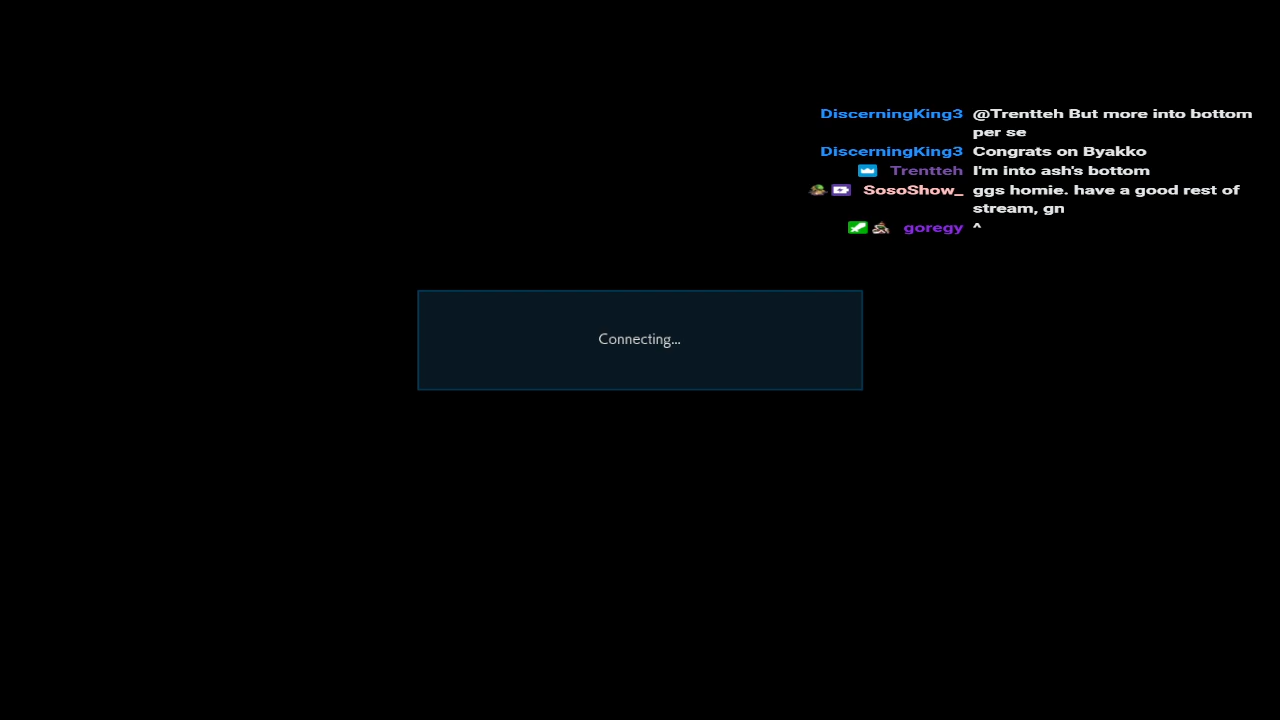 DiscerningKing3 @Trentteh But more into bottom
per se
DiscerningKing3 Congrats on Byakko
Trentteh I'm into ash's bottom
SosoShow_ ggs homie. have a good rest of
stream, gn
goregy ^
Connecting...